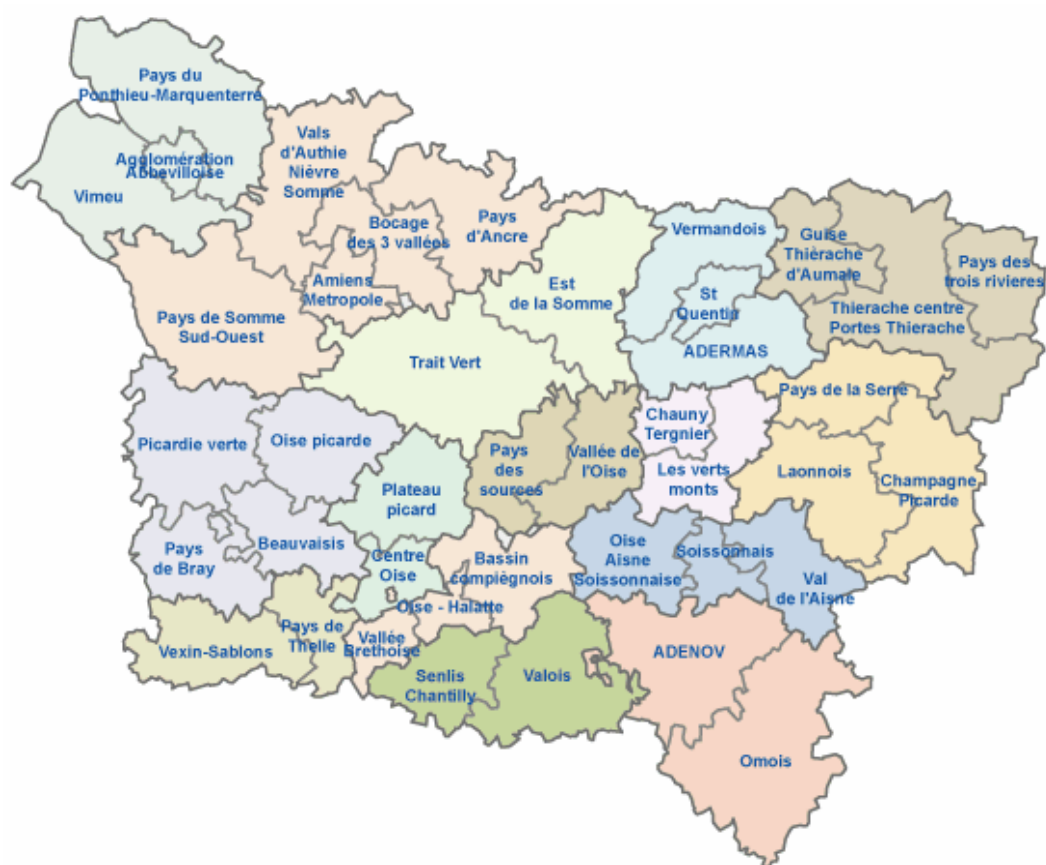 Pays du
Ponthieu-Marquenterre
Agglomération
Abbevilloise
Vimeu
Vals
d'Authie
Nièvre
Somme
Bocage
des 3 vallées
Pays
d'Ancre
Amiens
Metropole
Pays de Somme
Sud-Ouest
Est
de la Somme
Trait Vert
Vermandois
St
Quentin
ADERMAS
Guise
Thièrache
d'Aumale
Pays des
trois rivieres
Thierache centre
Portes Thierache
Pays de la Serre
Picardie verte
Oise picarde
Plateau
picard
Pays
des
sources
Vallée de
l'Oise
Chauny
Tergnier
Les verts
monts
Laonnois
Champagne
Picarde
Pays
de Bray
Beauvaisis
Centre
Oise
Bassin
compiègnois
Oise
Aisne
Soissonnaise
Soissonnais
Val
de l'Aisne
Oise - Halatte
Vexin-Sablons
Pays de
Thelle
Vallée
Brethoise
Senlis
Chantilly
Valois
ADENOV
Omois